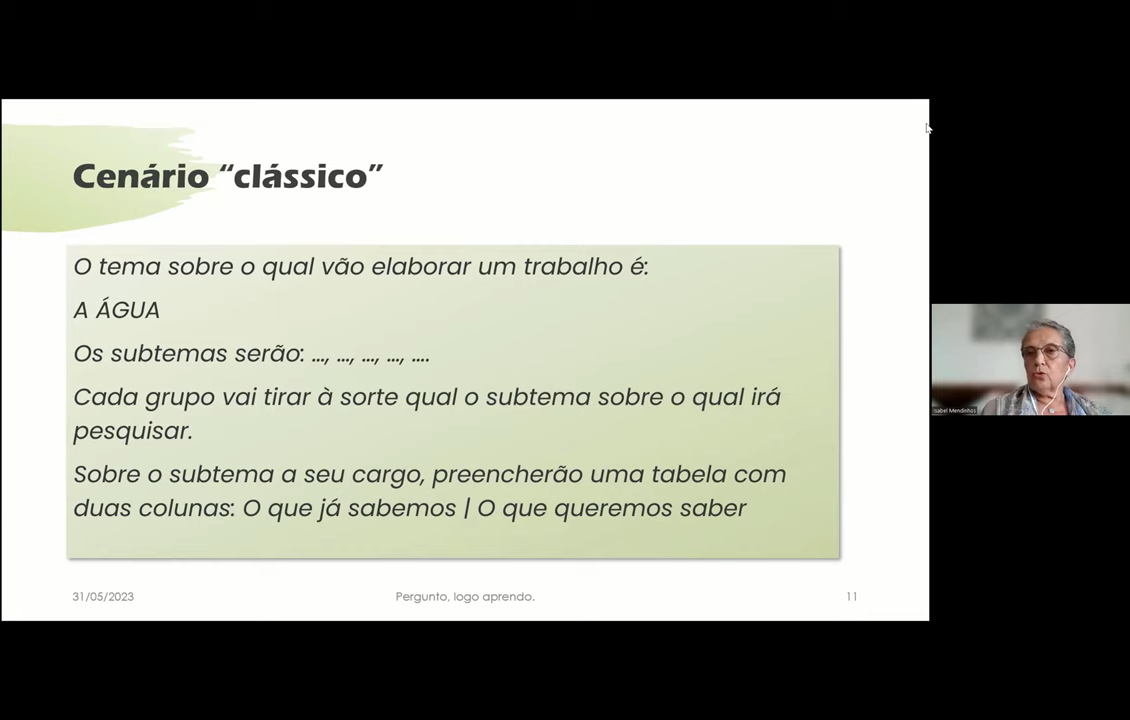 Cenário “clássico”
O tema sobre o qual vão elaborar um trabalho é:
A ÁGUA
Os subtemas serão: …, …, …, …, ….
Cada grupo vai tirar à sorte qual o subtema sobre o qual irá
pesquisar.
Sobre o subtema a seu cargo, preencherão uma tabela com
duas colunas: O que já sabemos | O que queremos saber
31/05/2023
Pergunto, logo aprendo.
11
Isabel Mendinhos